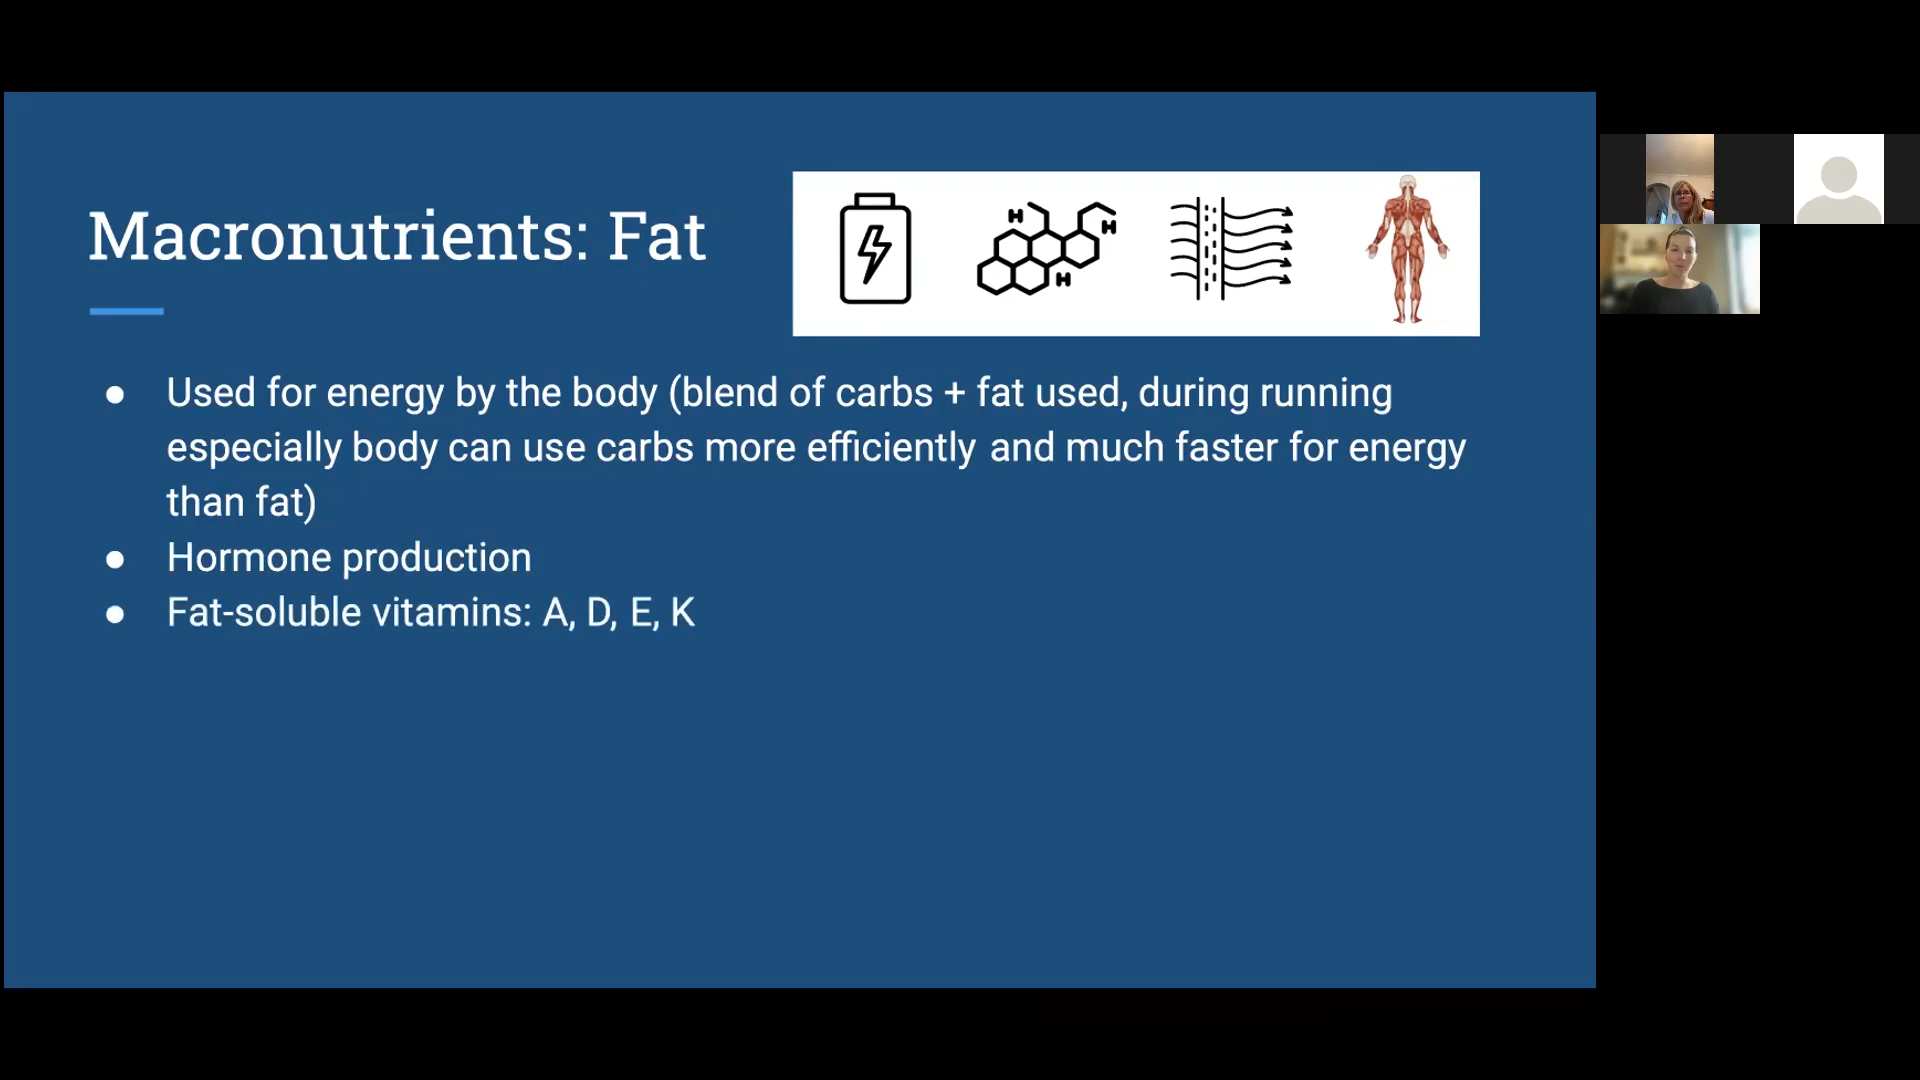 Macronutrients: Fat
H
H
H
● Used for energy by the body (blend of carbs + fat used, during running
especially body can use carbs more efficiently and much faster for energy
than fat)
● Hormone production
● Fat-soluble vitamins: A, D, E, K